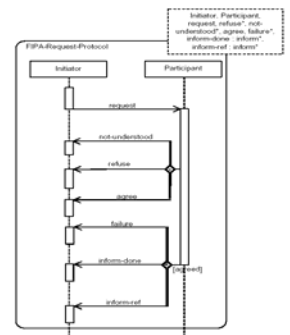 Initiator, Participant,
request, refuse*, not-
understood*, agree, failure*,
inform-done : inform*,
inform-ref : inform*
FIPA-Request-Protocol
Initiator
Participant
request
not-understood
refuse
agree
failure
inform-done
[agreed]
inform-ref